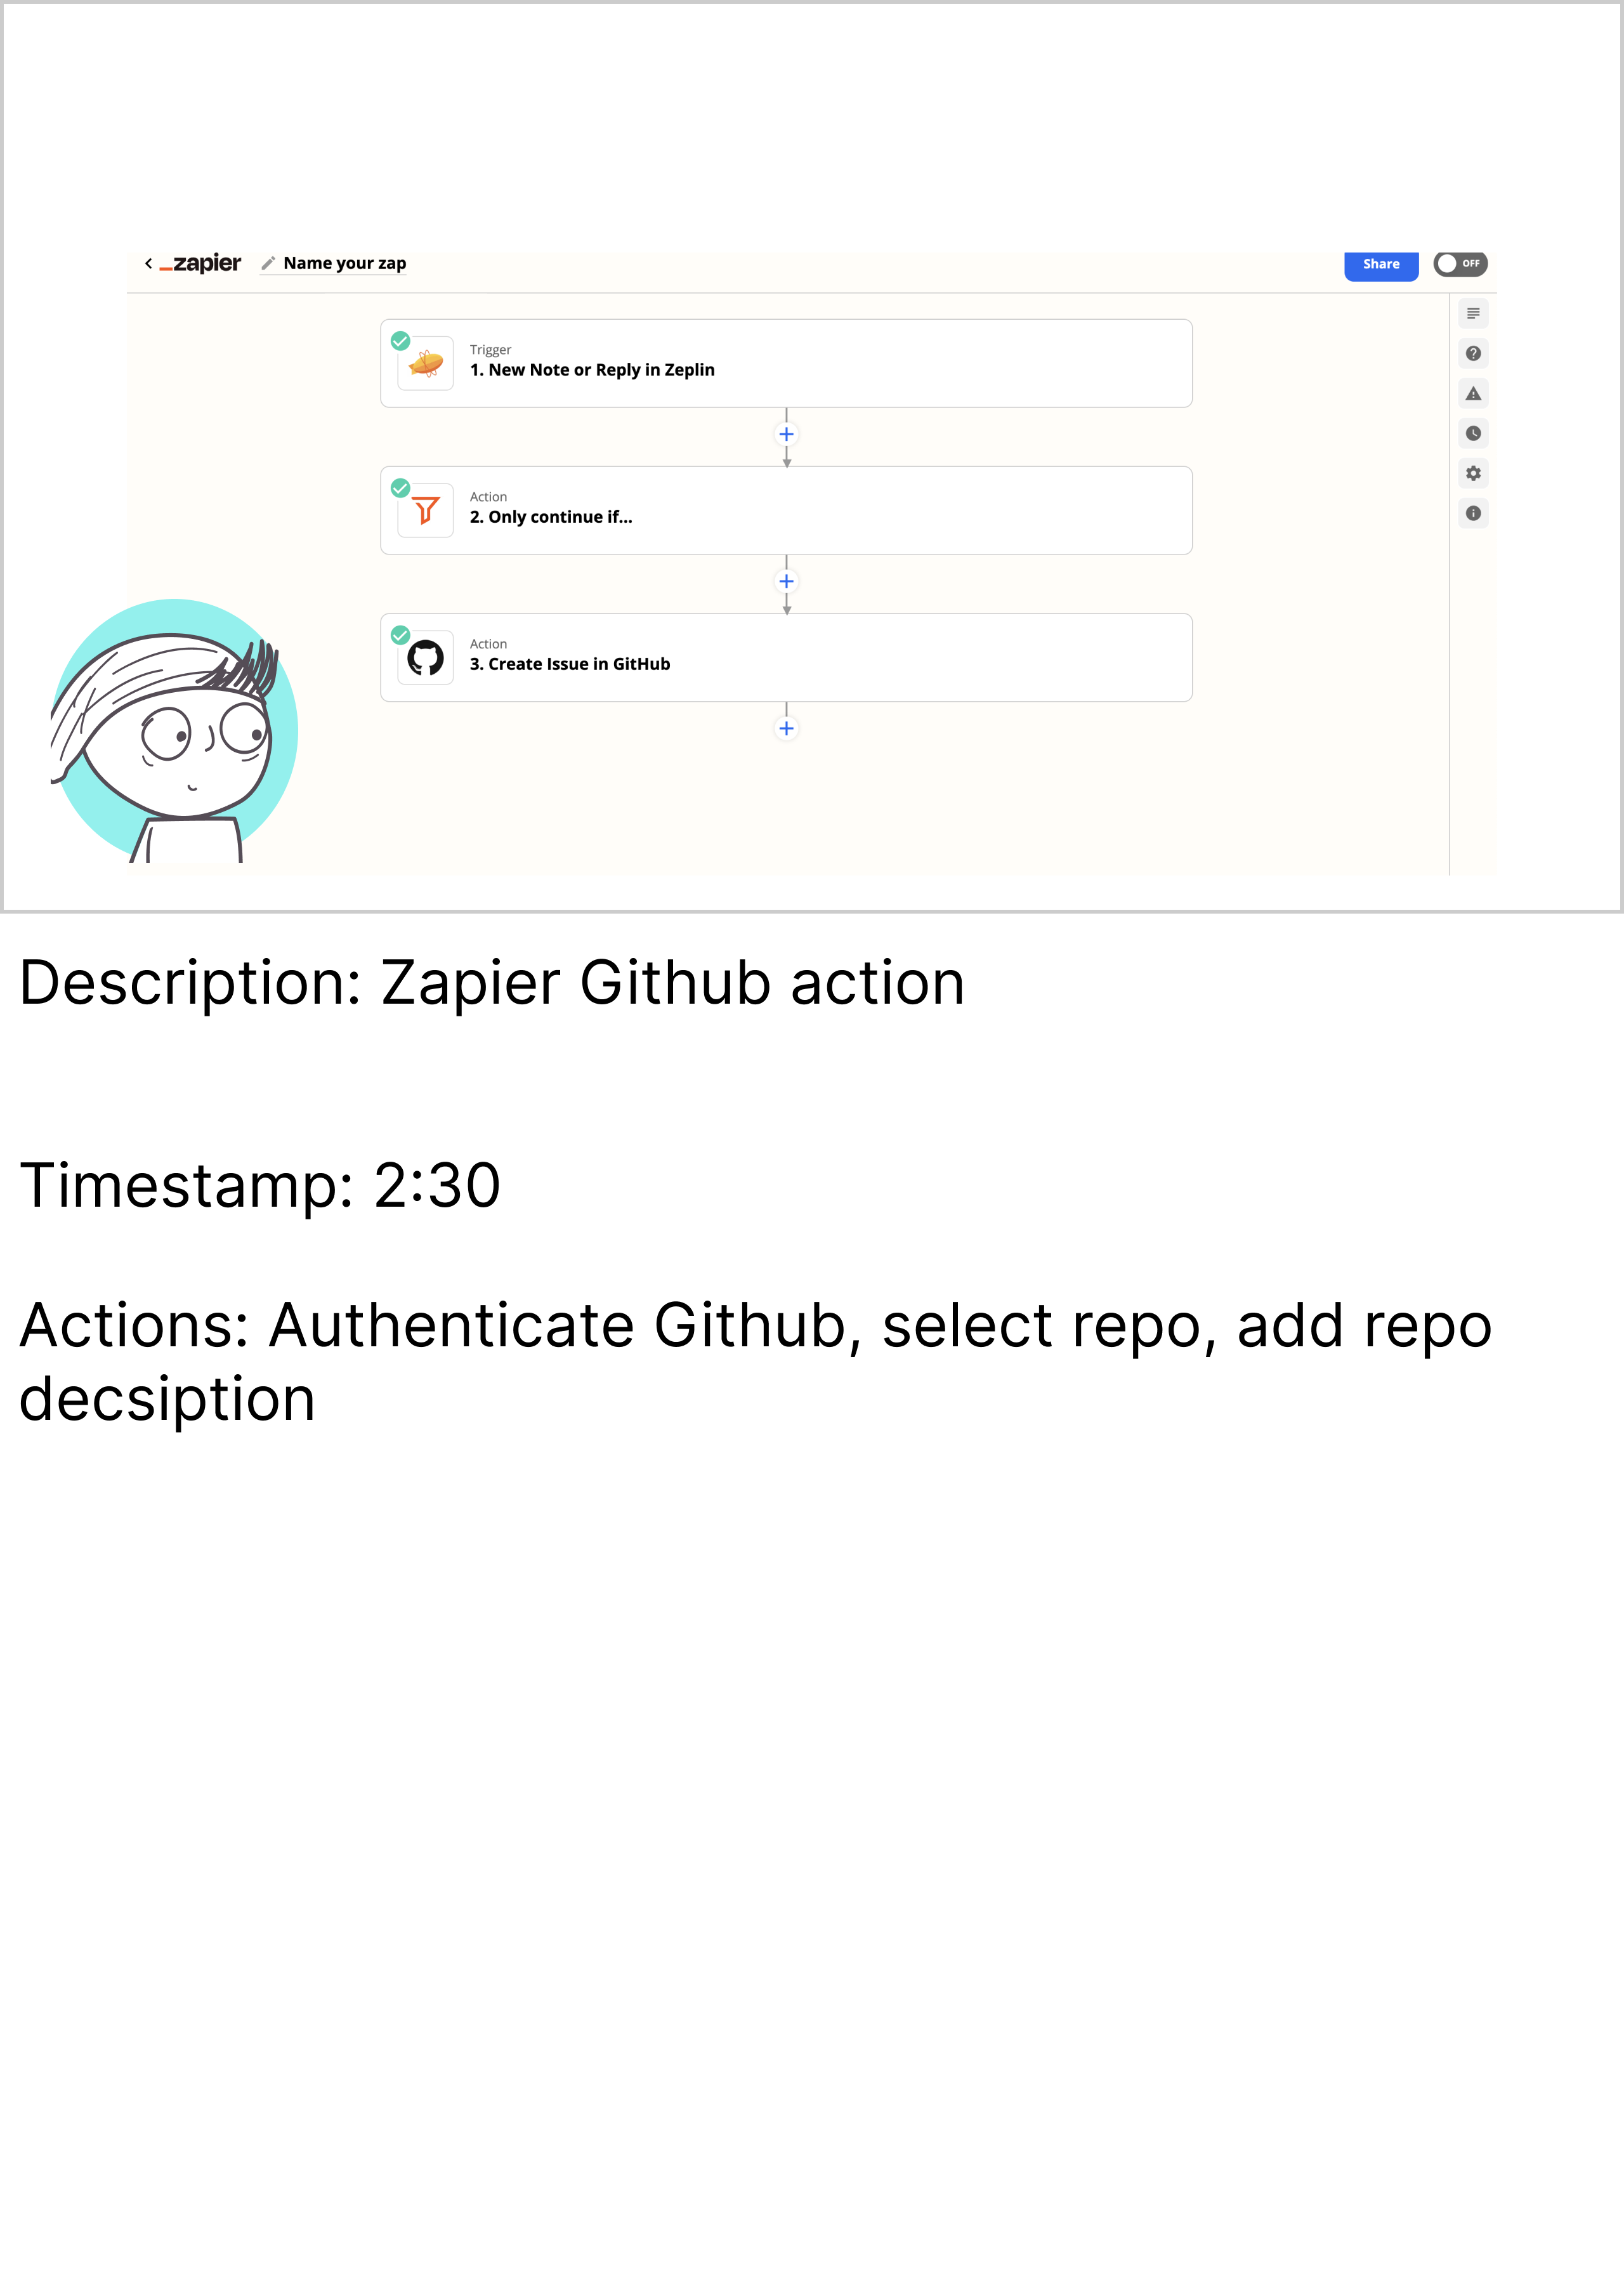 zapier Name your zap Share OFF
Trigger
1. New Note or Reply in Zeplin
Action
2. Only continue if...
Action
3. Create Issue in GitHub
Description: Zapier Github action
Timestamp: 2:30
Actions: Authenticate Github, select repo, add repo
decsiption